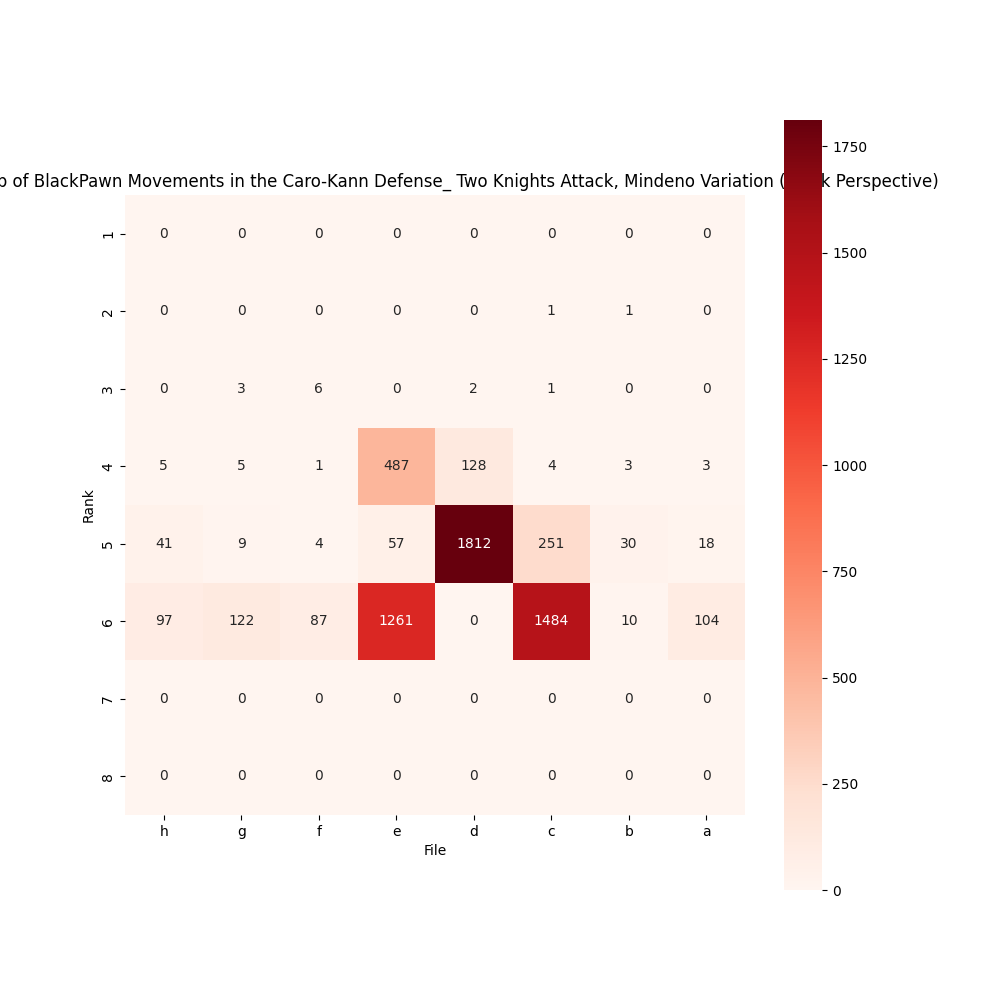 of BlackPawn Movements in the Caro-Kann Defense_ Two Knights Attack, Mindeno Variation ( Perspective)
1750
1 0 0 0 0 0 0 0 0
1500
2 0 0 0 0 0 1 1 0
3 0 3 6 0 2 1 0 0
1250
4 5 5 1 487 128 4 3 3
1000
Rank
5 41 9 4 57 1812 251 30 18
750
6 97 122 87 1261 0 1484 10 104
500
7 0 0 0 0 0 0 0 0
250
8 0 0 0 0 0 0 0 0
h g f e d c b a
File
0